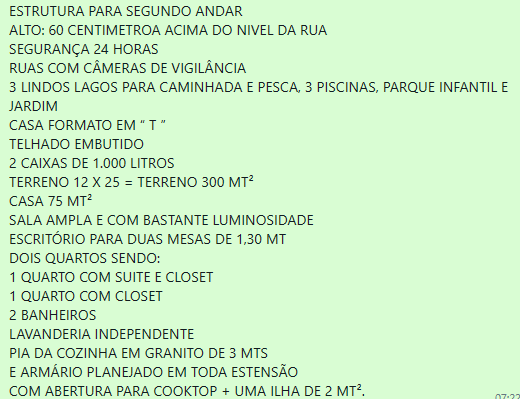 ESTRUTURA PARA SEGUNDO ANDAR
ALTO: 60 CENTIMETROA ACIMA DO NIVEL DA RUA
SEGURANÇA 24 HORAS
RUAS COM CÂMERAS DE VIGILÂNCIA
3 LINDOS LAGOS PARA CAMINHADA E PESCA, 3 PISCINAS, PARQUE INFANTIL E
JARDIM
CASA FORMATO EM “ T ”
TELHADO EMBUTIDO
2 CAIXAS DE 1.000 LITROS
TERRENO 12 X 25 = TERRENO 300 MT²
CASA 75 MT²
SALA AMPLA E COM BASTANTE LUMINOSIDADE
ESCRITÓRIO PARA DUAS MESAS DE 1,30 MT
DOIS QUARTOS SENDO:
1 QUARTO COM SUITE E CLOSET
1 QUARTO COM CLOSET
2 BANHEIROS
LAVANDERIA INDEPENDENTE
PIA DA COZINHA EM GRANITO DE 3 MTS
E ARMÁRIO PLANEJADO EM TODA ESTENSÃO
COM ABERTURA PARA COOKTOP + UMA ILHA DE 2 MT².